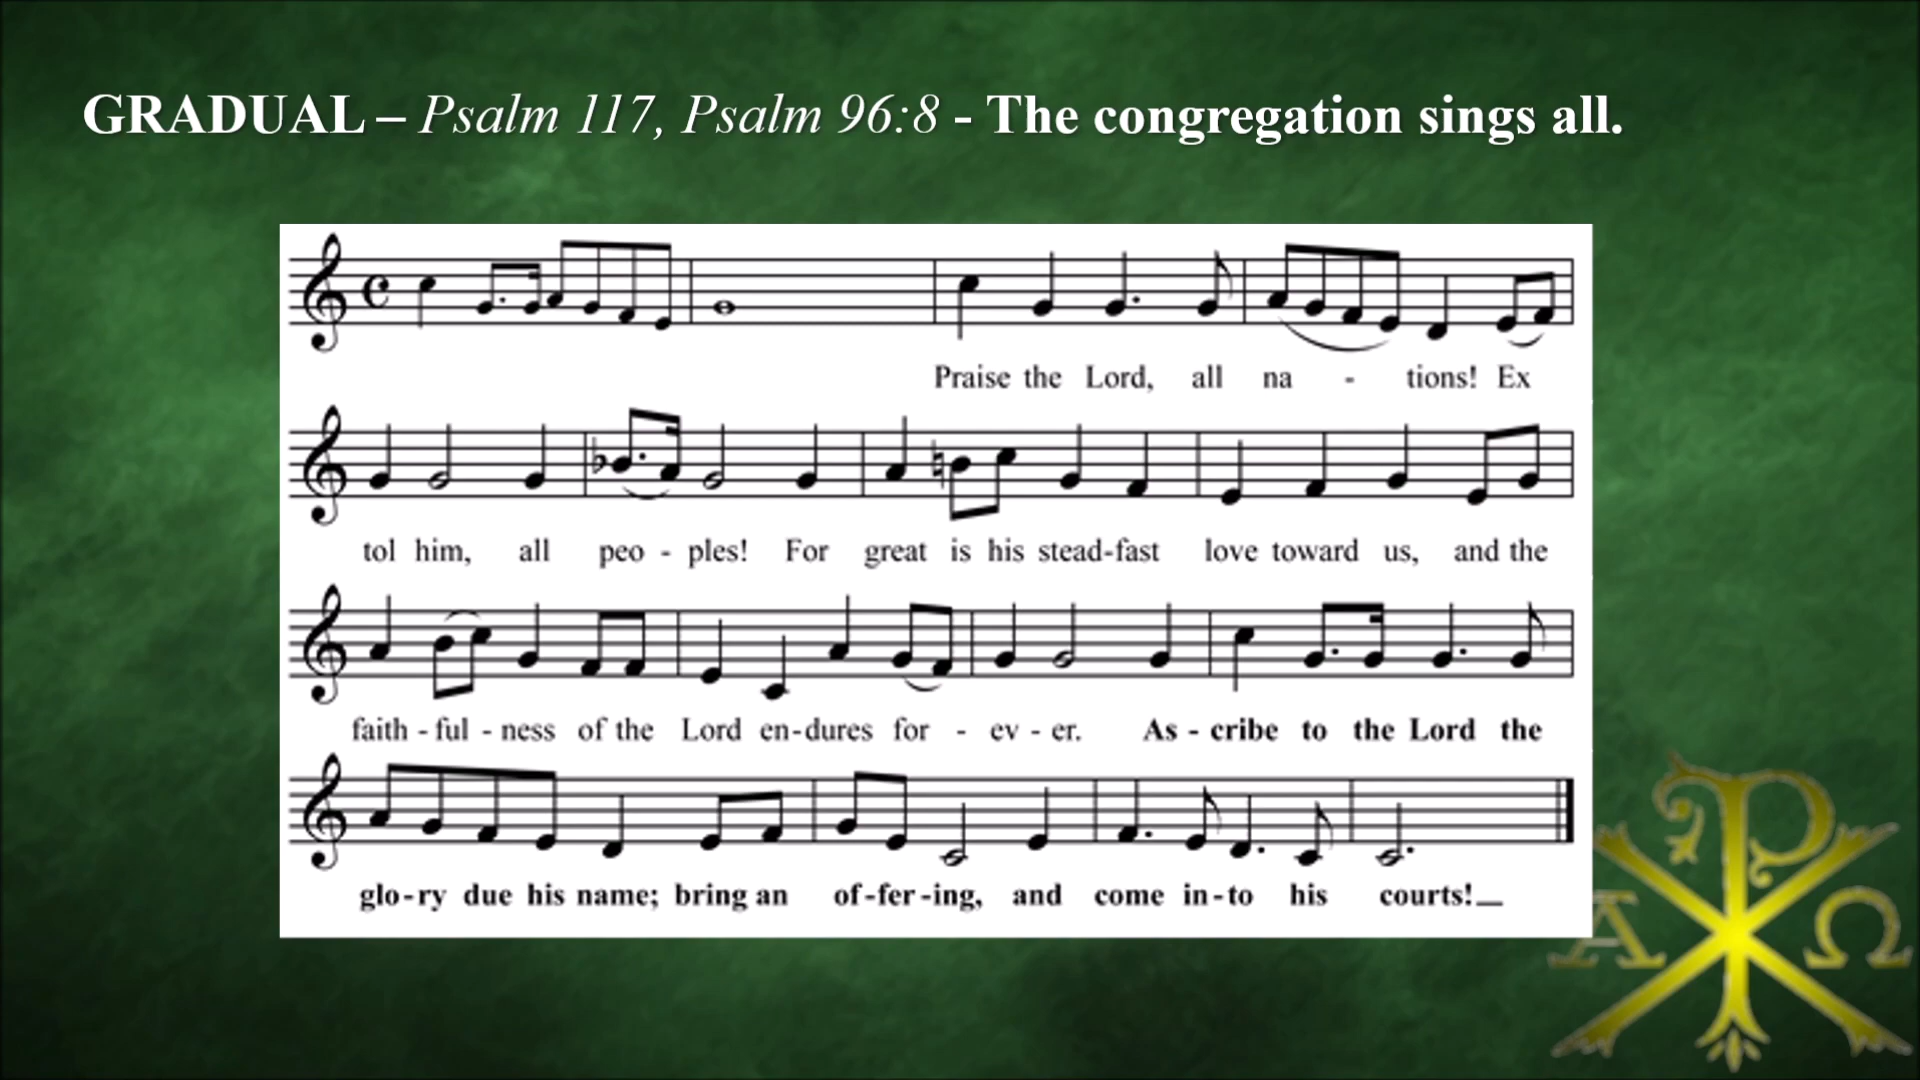 GRADUAL – Psalm 117, Psalm 96:8 - The congregation sings all.
Praise the Lord, all na - tions! Ex
tol him, all peo - ples! For great is his stead-fast love toward us, and the
faith - ful - ness of the Lord en-dures for - ev - er. As - cribe to the Lord the
glo-ry due his name; bring an of-fer-ing, and come in-to his courts!
Α Ω